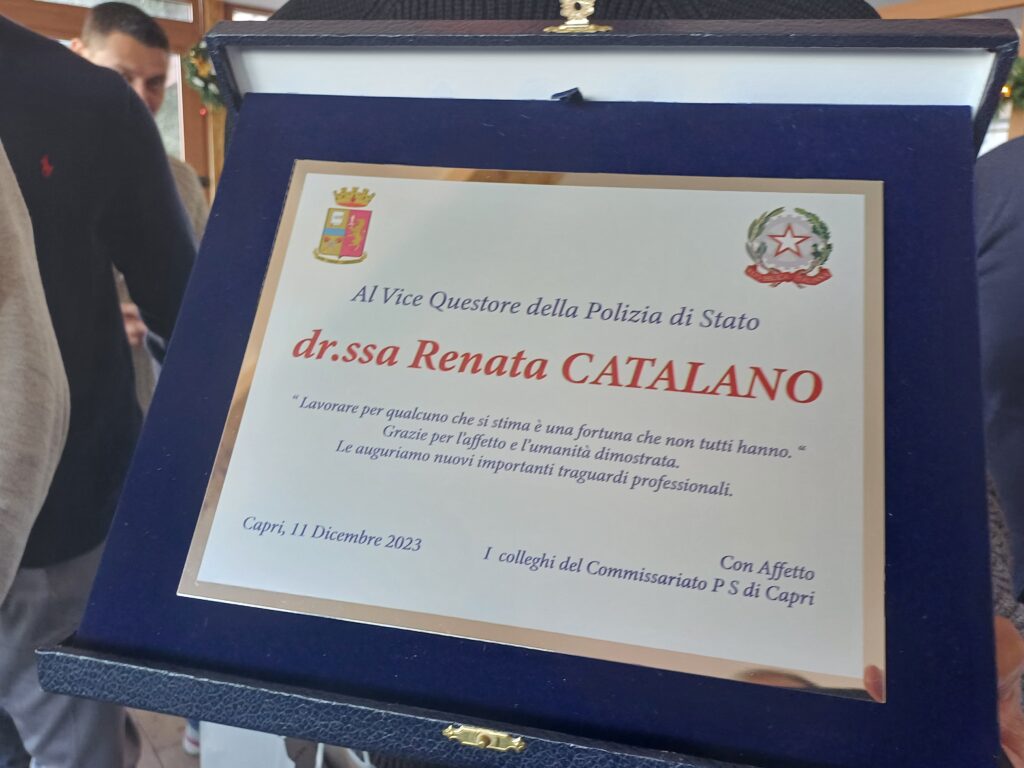 Al Vice Questore della Polizia di Stato
dr.ssa Renata CATALANO
“ Lavorare per qualcuno che si stima è una fortuna che non tutti hanno. “
Grazie per l'affetto e l'umanità dimostrata.
Le auguriamo nuovi importanti traguardi professionali.
Capri, 11 Dicembre 2023
Con Affetto
I colleghi del Commissariato P S di Capri